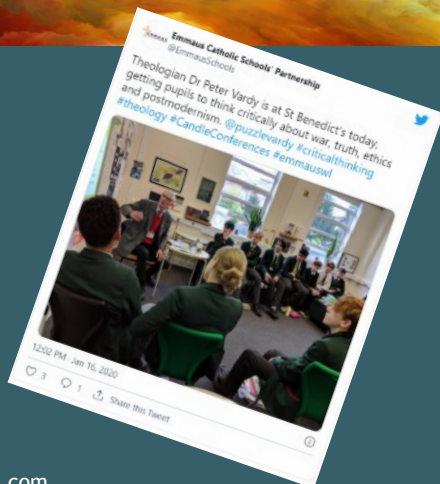 Emmaus Catholic Schools' Partnership
@EmmausSchools
Theologian Dr Peter Vardy is at St Benedict's today,
getting pupils to think critically about war, truth, ethics
and postmodernism. @puzzlevardy #criticalthinking
#theology #CandleConferences #emmauswl
12:02 PM · Jan 16, 2020
3 1 Share this Tweet
.com